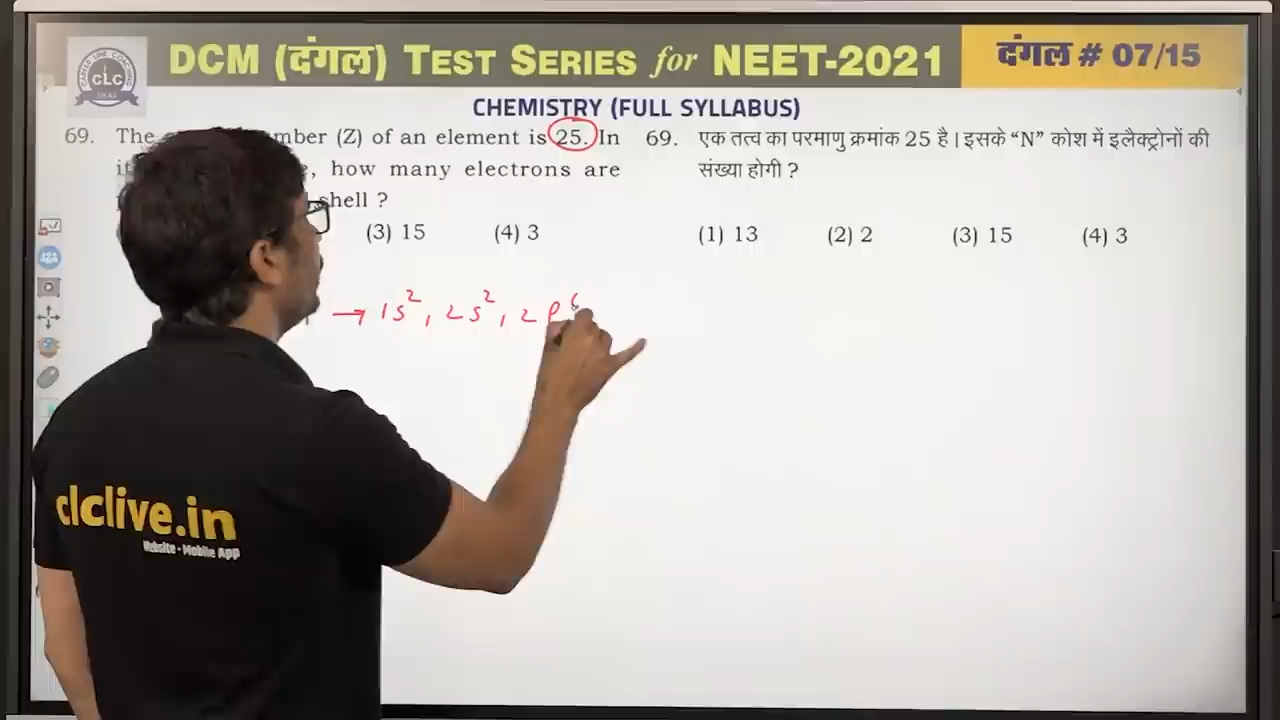 DCM (दंगल) TEST SERIES for NEET-2021
दंगल # 07/15
CLC
CHEMISTRY (FULL SYLLABUS)
69. The mber (Z) of an element is 25. In
, how many electrons are
shell ?
(3) 15 (4) 3
69. एक तत्व का परमाणु क्रमांक 25 है। इसके “N” कोश में इलैक्ट्रोनों की
संख्या होगी ?
(1) 13 (2) 2 (3) 15 (4) 3
→ 1s², 2s², 2p⁶
clclive.in
Website - Mobile App